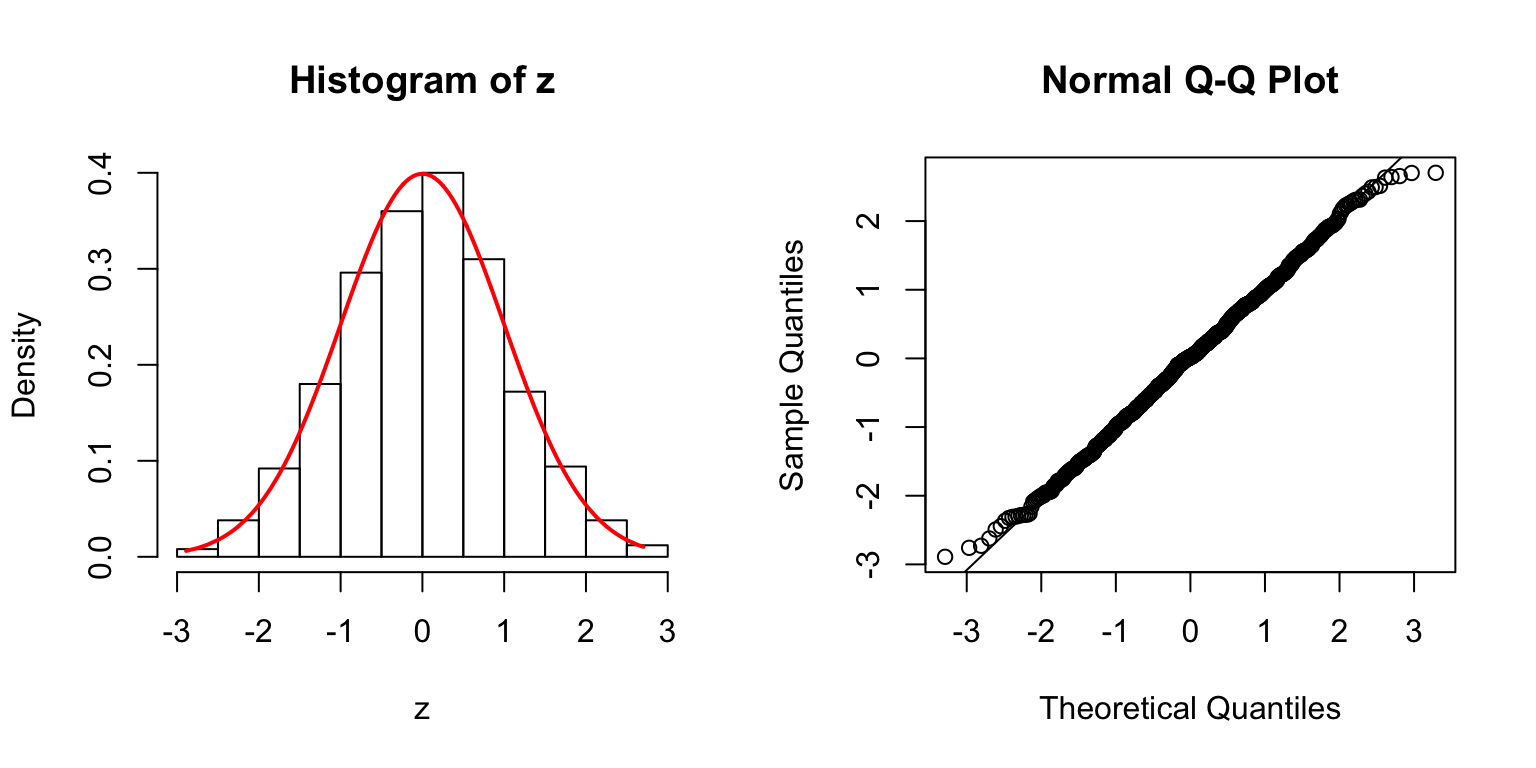 Histogram of z
Density
0.0 0.1 0.2 0.3 0.4
-3 -2 -1 0 1 2 3
z
Normal Q-Q Plot
Sample Quantiles
-3 -2 -1 0 1 2
-3 -2 -1 0 1 2 3
Theoretical Quantiles